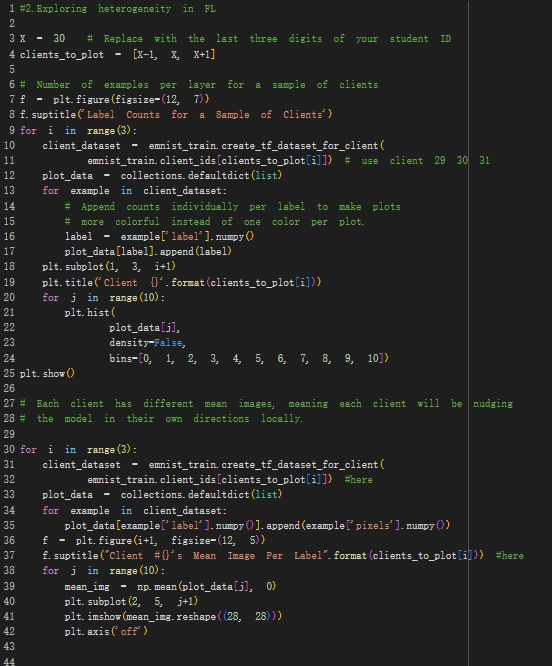 1 #2.Exploring heterogeneity in FL
2
3 X = 30 # Replace with the last three digits of your student ID
4 clients_to_plot = [X-1, X, X+1]
5
6 # Number of examples per layer for a sample of clients
7 f = plt.figure(figsize=(12, 7))
8 f.suptitle('Label Counts for a Sample of Clients')
9 for i in range(3):
10 client_dataset = emnist_train.create_tf_dataset_for_client(
11 emnist_train.client_ids[clients_to_plot[i]]) # use client 29 30 31
12 plot_data = collections.defaultdict(list)
13 for example in client_dataset:
14 # Append counts individually per label to make plots
15 # more colorful instead of one color per plot.
16 label = example['label'].numpy()
17 plot_data[label].append(label)
18 plt.subplot(1, 3, i+1)
19 plt.title('Client {}'.format(clients_to_plot[i]))
20 for j in range(10):
21 plt.hist(
22 plot_data[j],
23 density=False,
24 bins=[0, 1, 2, 3, 4, 5, 6, 7, 8, 9, 10])
25 plt.show()
26
27 # Each client has different mean images, meaning each client will be nudging
28 # the model in their own directions locally.
29
30 for i in range(3):
31 client_dataset = emnist_train.create_tf_dataset_for_client(
32 emnist_train.client_ids[clients_to_plot[i]]) #here
33 plot_data = collections.defaultdict(list)
34 for example in client_dataset:
35 plot_data[example['label'].numpy()].append(example['pixels'].numpy())
36 f = plt.figure(i+1, figsize=(12, 5))
37 f.suptitle("Client #{}'s Mean Image Per Label".format(clients_to_plot[i])) #here
38 for j in range(10):
39 mean_img = np.mean(plot_data[j], 0)
40 plt.subplot(2, 5, j+1)
41 plt.imshow(mean_img.reshape((28, 28)))
42 plt.axis('off')
43
44